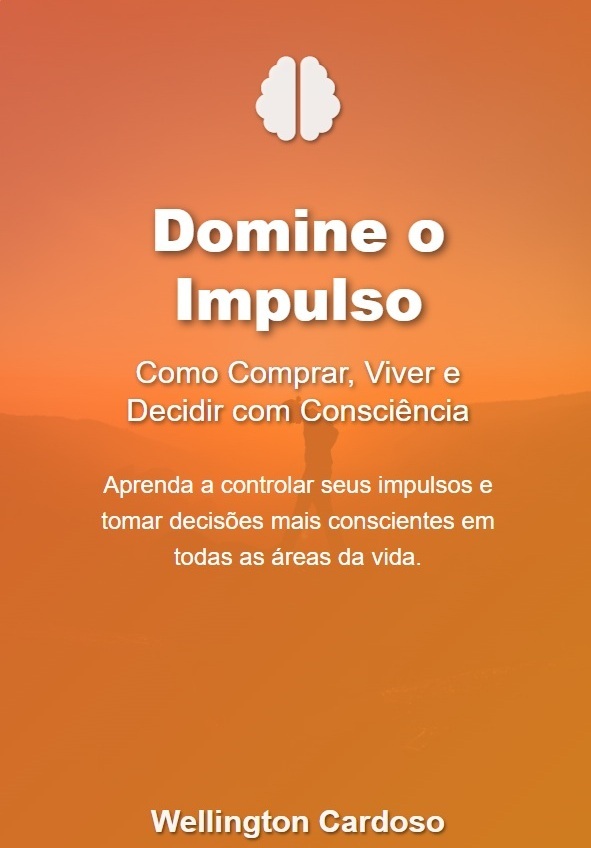 Domine o
Impulso
Como Comprar, Viver e
Decidir com Consciência
Aprenda a controlar seus impulsos e
tomar decisões mais conscientes em
todas as áreas da vida.
Wellington Cardoso